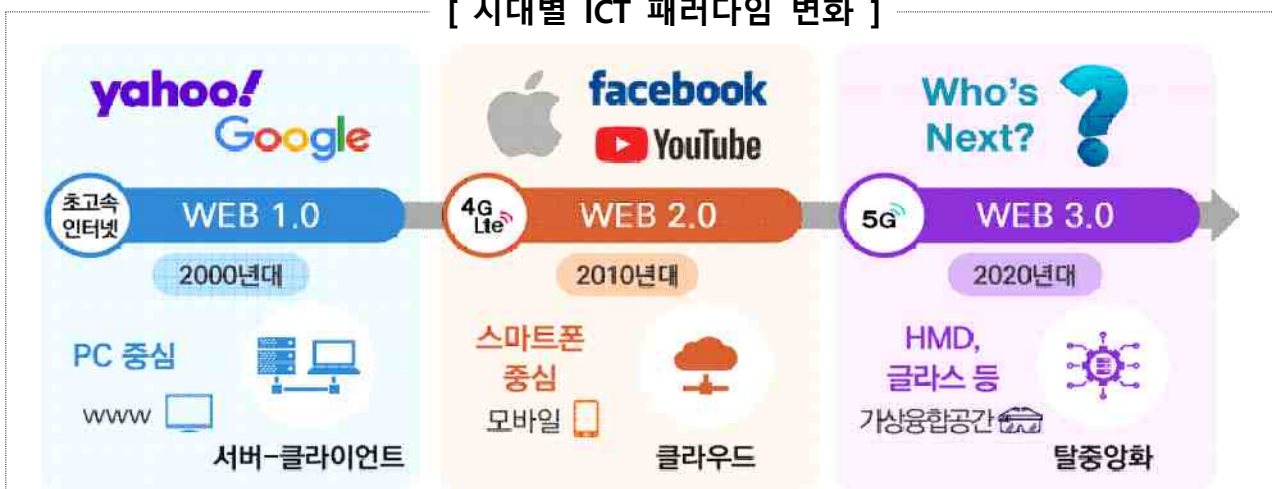 [ 시대별 ICT 패러다임 변화 ]
yahoo!
Google
초고속
인터넷
WEB 1.0
2000년대
PC 중심
www
서버-클라이언트
facebook
YouTube
4G
Lte
WEB 2.0
2010년대
스마트폰
중심
모바일
클라우드
Who's
Next?
5G
WEB 3.0
2020년대
HMD,
글라스 등
가상융합공간
탈중앙화